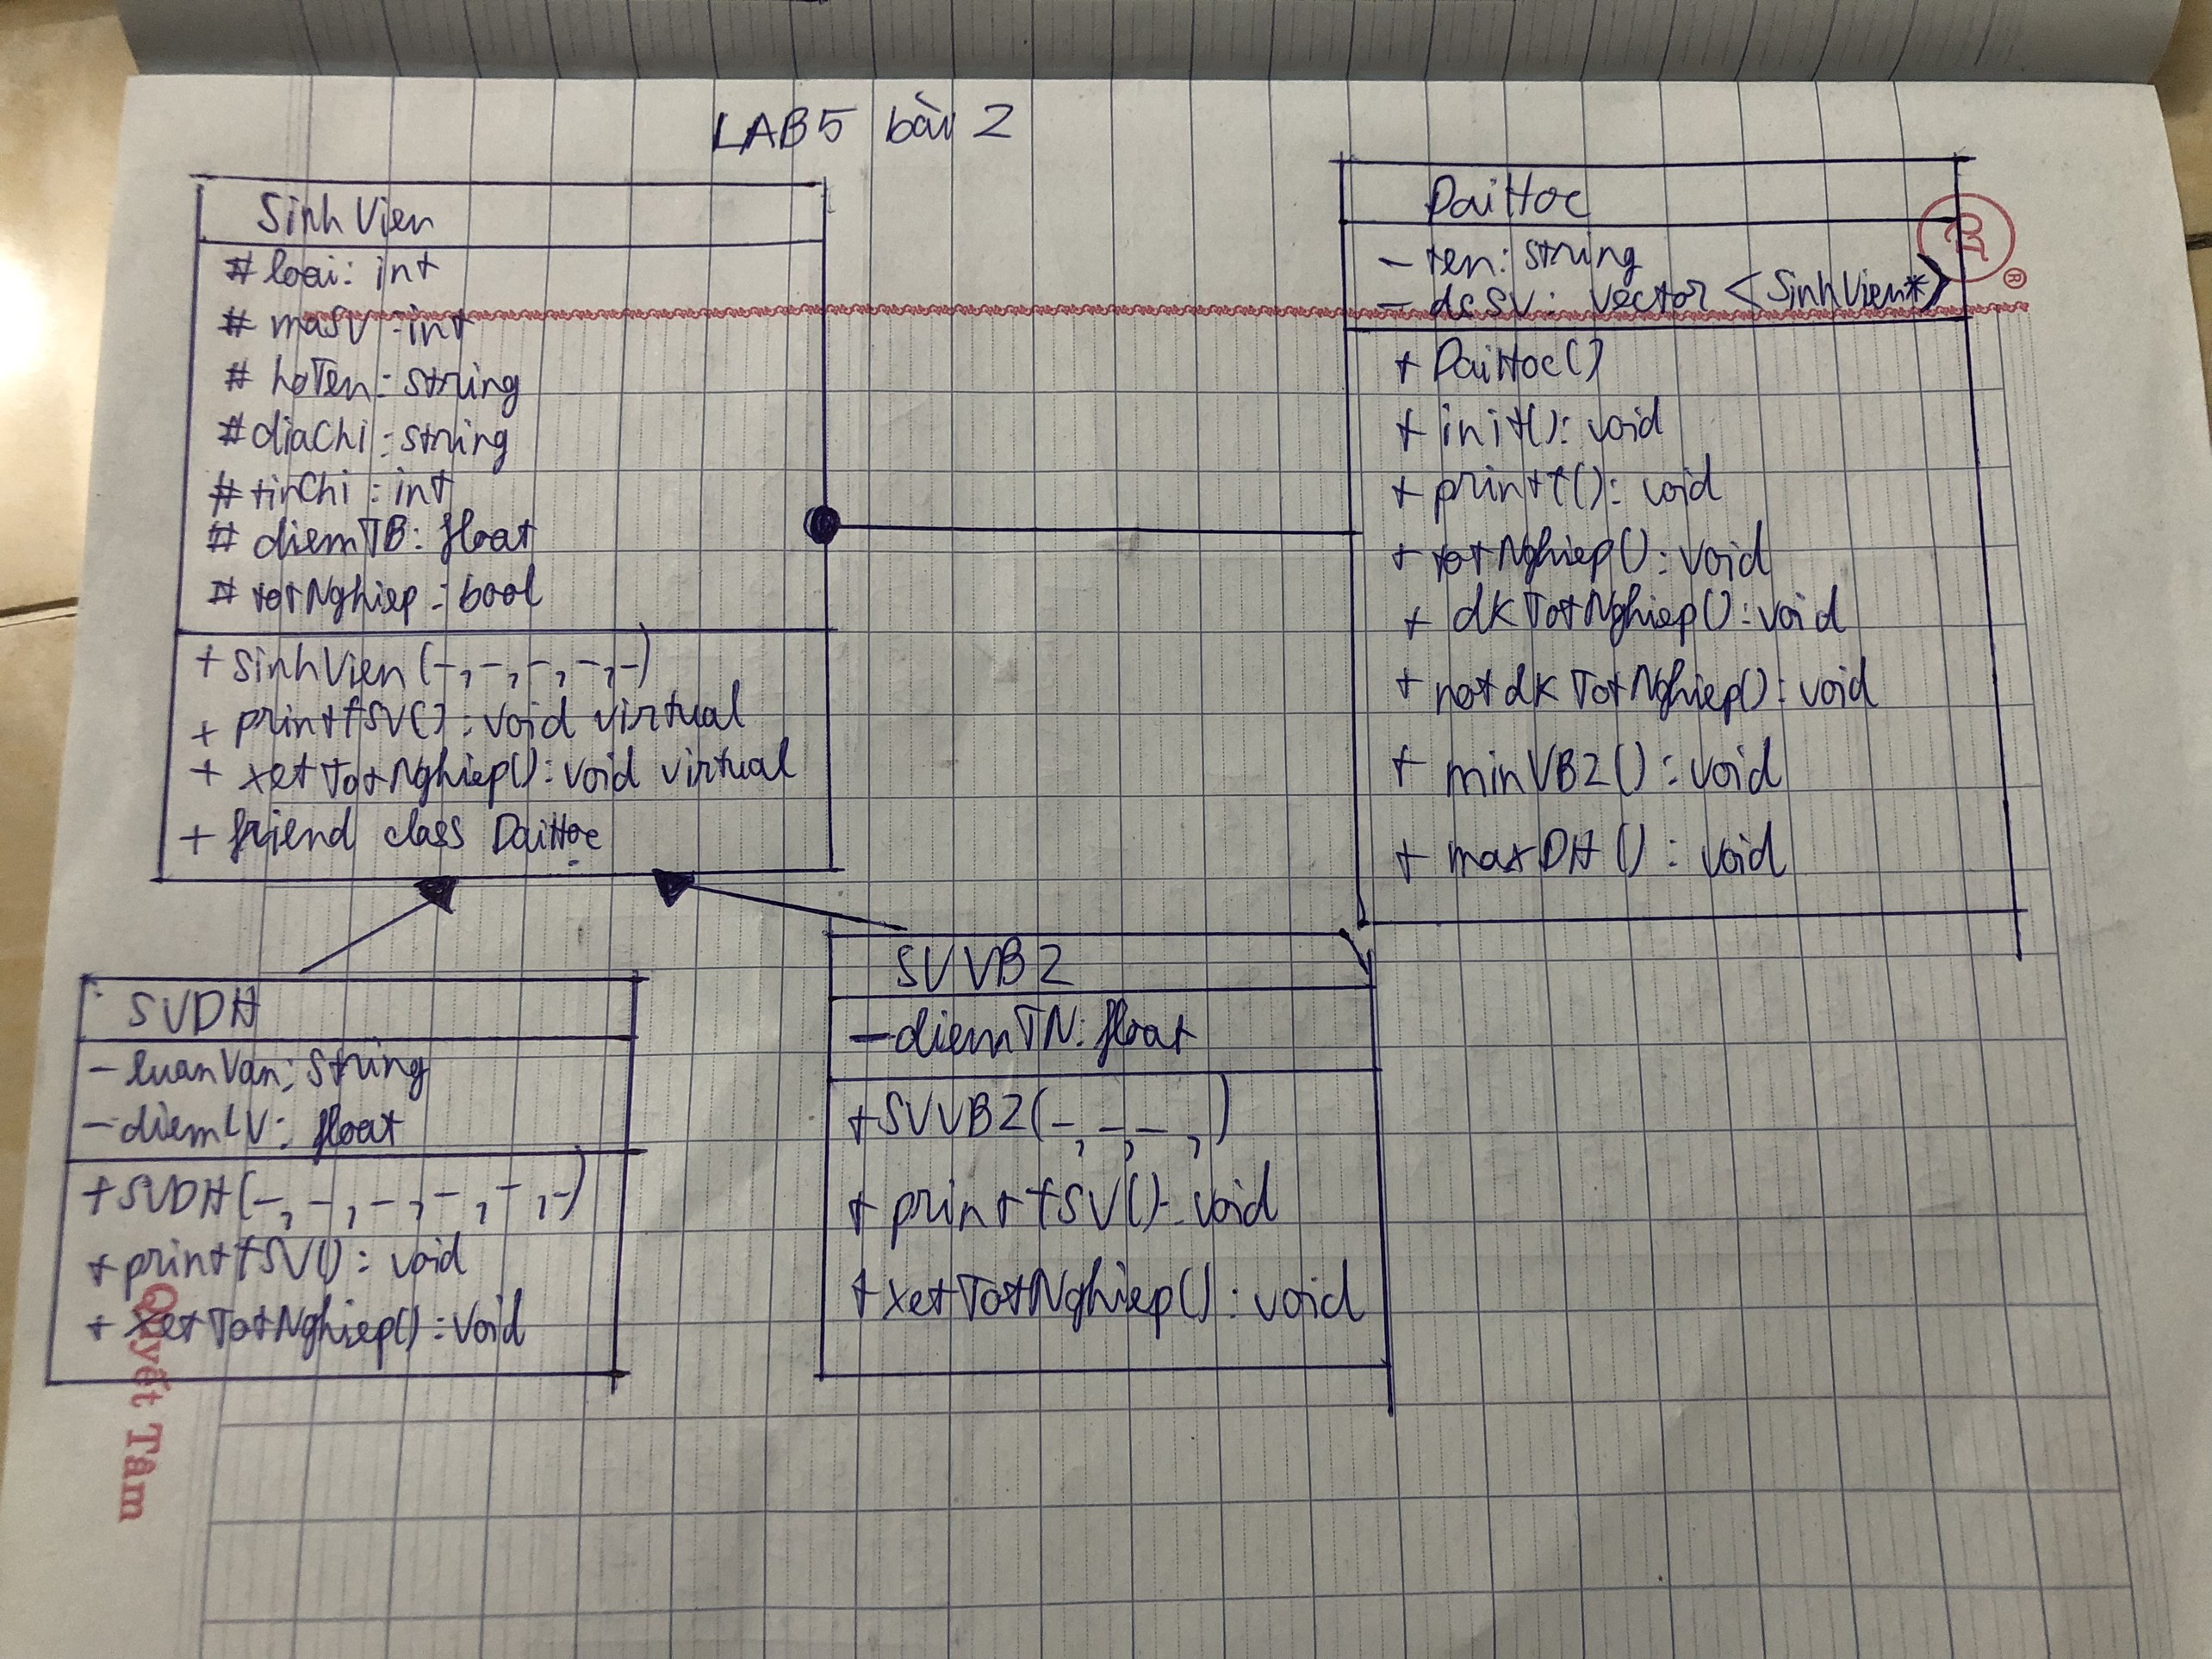 LAB5 bài 2
SinhVien
# loai: int
# maSV: int
# hoTen: string
# diaChi: string
# tinChi: int
# diemTB: float
# totNghiep: bool
+ SinhVien(-,-,-,-,-)
+ printfSV(): void virtual
+ xetTotNghiep(): void virtual
+ friend class DaiHoc
DaiHoc
- ten: string
- dsSV: vector <SinhVien*>
+ DaiHoc()
+ init(): void
+ printf(): void
+ totNghiep(): void
+ dkTotNghiep(): void
+ notdkTotNghiep(): void
+ minVB2(): void
+ maxDH(): void
SVDH
- luanVan: string
- diemLV: float
+ SVDH(-,-,-,-,-,-)
+ printfSV(): void
+ xetTotNghiep(): void
SVVB2
- diemTN: float
+ SVVB2(-,-,-,)
+ printfSV(): void
+ xetTotNghiep(): void
Quyết Tâm
®